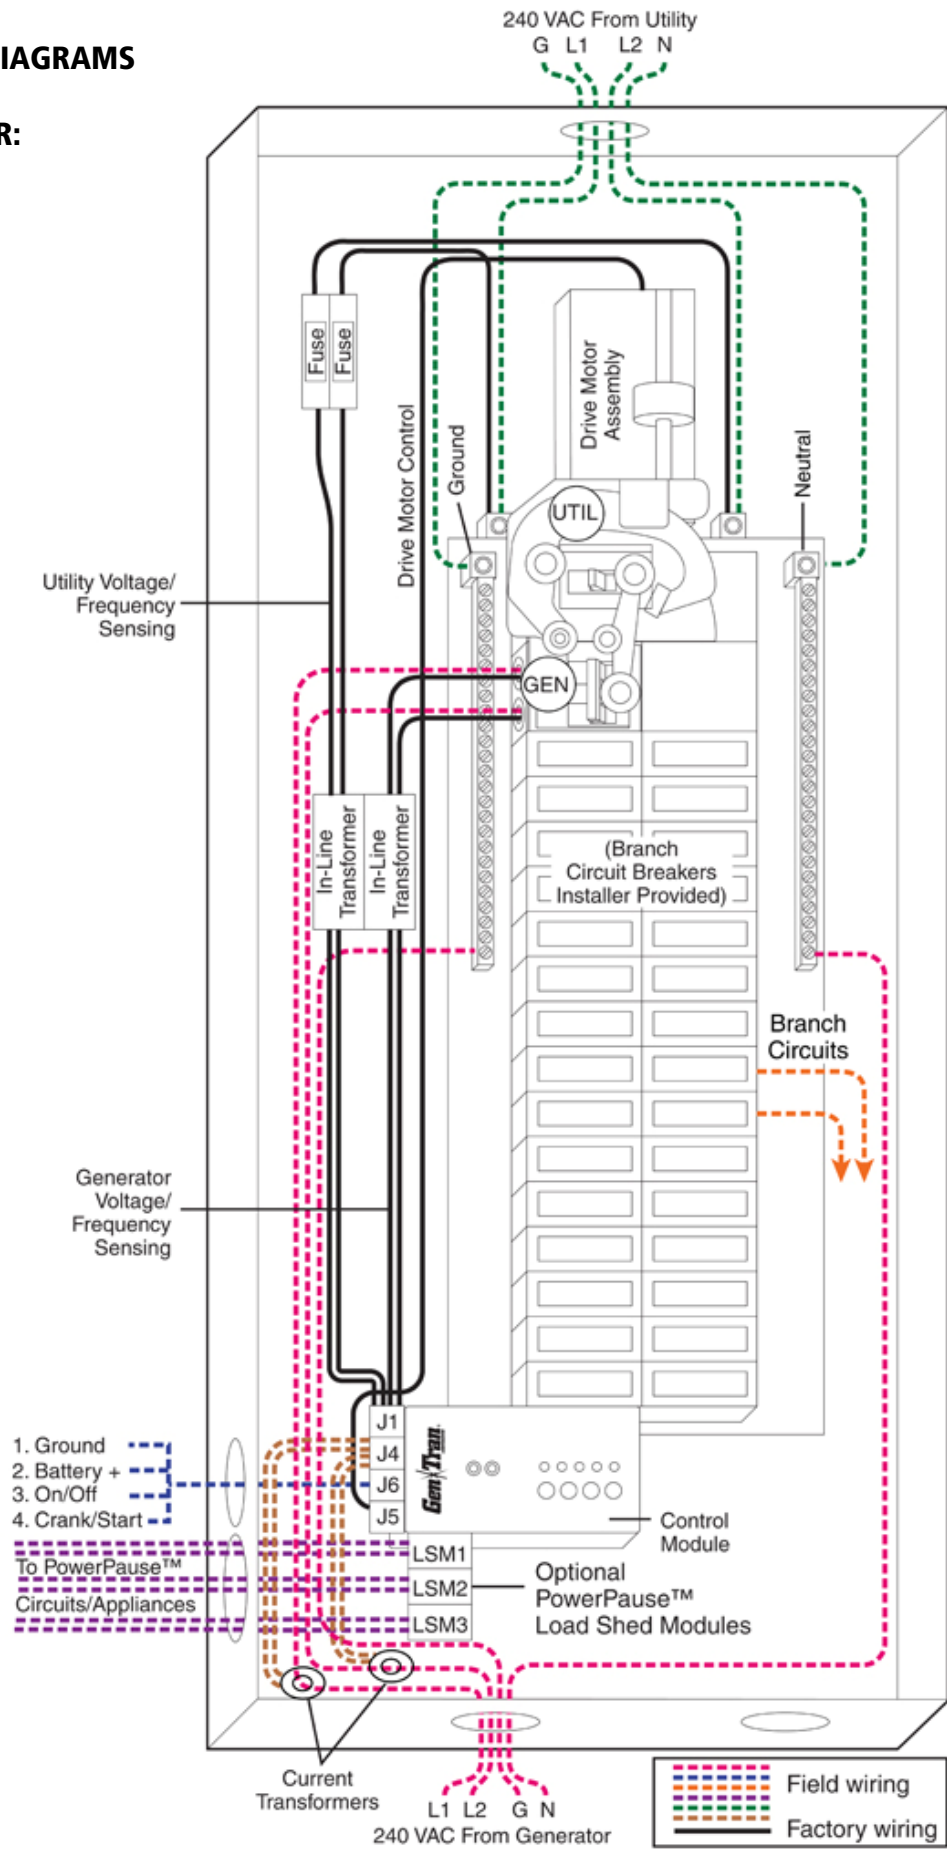 240 VAC From Utility
G L1 L2 N
IAGRAMS
R:
Fuse
Fuse
Drive Motor
Assembly
Drive Motor Control
Ground
Neutral
UTIL
Utility Voltage/
Frequency
Sensing
GEN
In-Line
Transformer
In-Line
Transformer
(Branch
Circuit Breakers
Installer Provided)
Branch
Circuits
Generator
Voltage/
Frequency
Sensing
J1
J4
J6
J5
GenTran
1. Ground
2. Battery +
3. On/Off
4. Crank/Start
Control
Module
To PowerPause™
Circuits/Appliances
LSM1
LSM2
LSM3
Optional
PowerPause™
Load Shed Modules
Current
Transformers
L1 L2 G N
240 VAC From Generator
Field wiring
Factory wiring